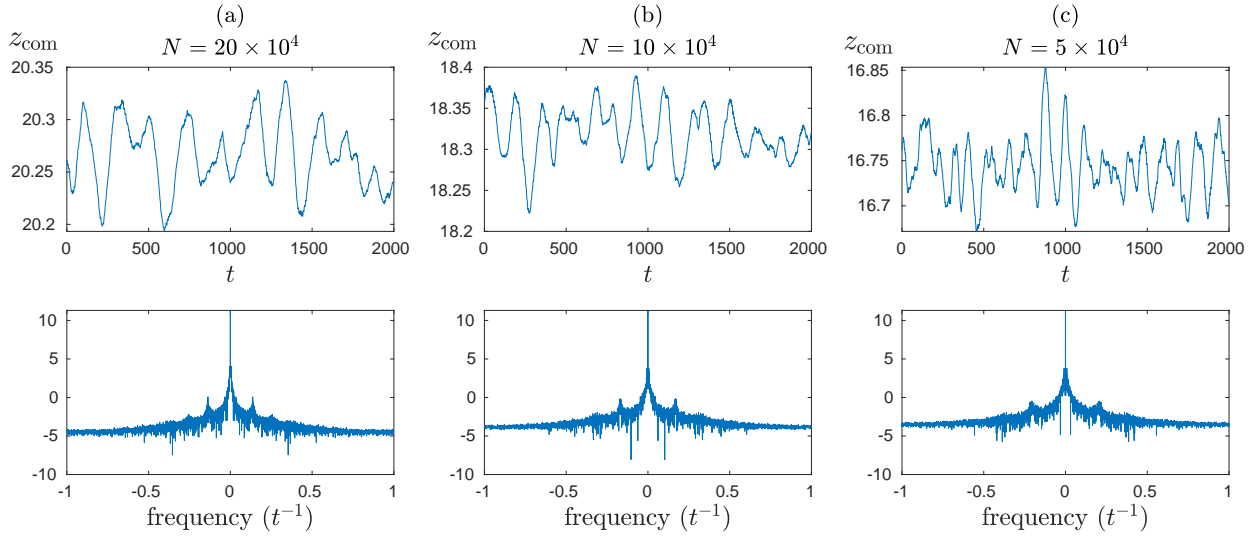 (a)
z_com N = 20 × 10^4
20.35
20.3
20.25
20.2
0 500 1000 1500 2000
t
10
5
0
-5
-10
-1 -0.5 0 0.5 1
frequency (t^−1)
(b)
z_com N = 10 × 10^4
18.4
18.35
18.3
18.25
18.2
0 500 1000 1500 2000
t
10
5
0
-5
-10
-1 -0.5 0 0.5 1
frequency (t^−1)
(c)
z_com N = 5 × 10^4
16.85
16.8
16.75
16.7
0 500 1000 1500 2000
t
10
5
0
-5
-10
-1 -0.5 0 0.5 1
frequency (t^−1)